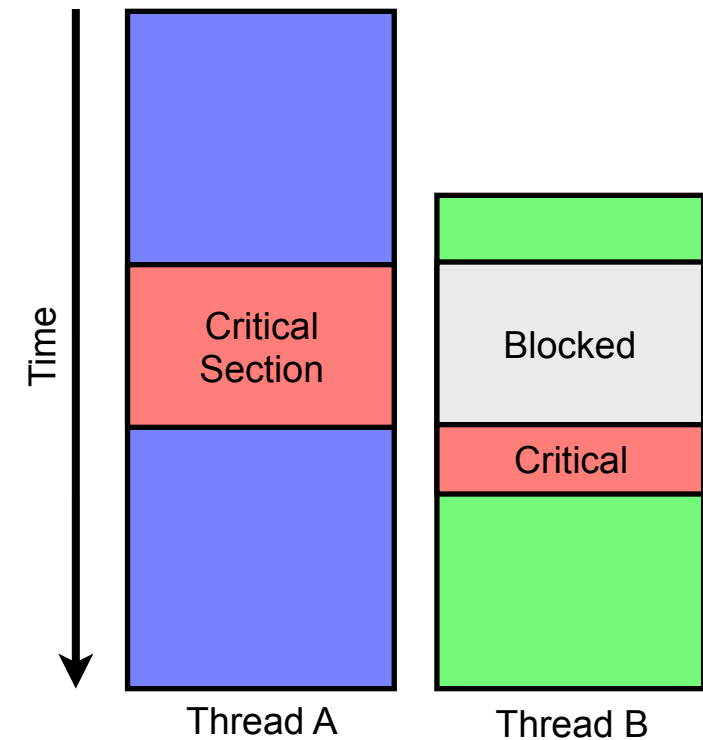 Time
Critical
Section
Blocked
Critical
Thread A
Thread B